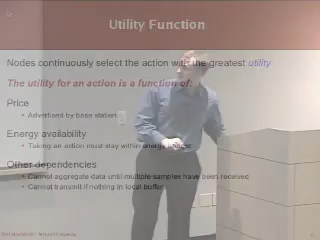 Utility Function
Nodes continuously select the action with the greatest utility
The utility for an action is a function of:
Price
• Advertised by base station
Energy availability
• Taking an action must stay within energy budget
Other dependencies
• Cannot aggregate data until multiple samples have been received
• Cannot transmit if nothing in local buffer